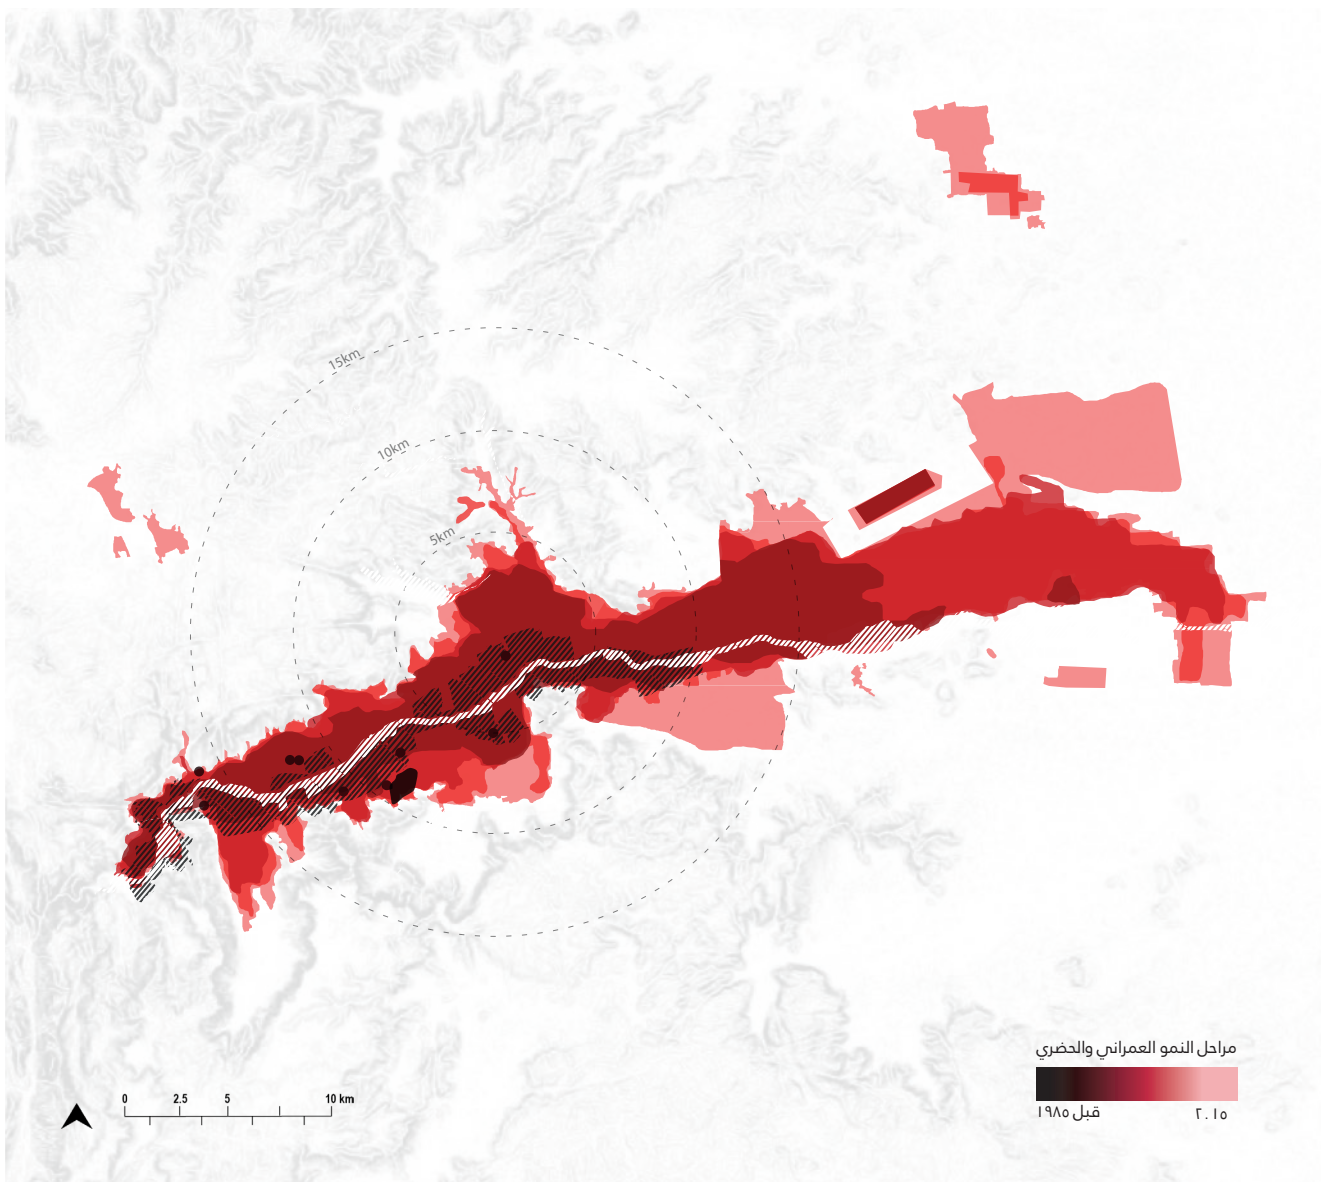 15km
10km
5km
مراحل النمو العمراني والحضري
قبل ١٩٨٥
٢٠١٥
0 2.5 5 10 km